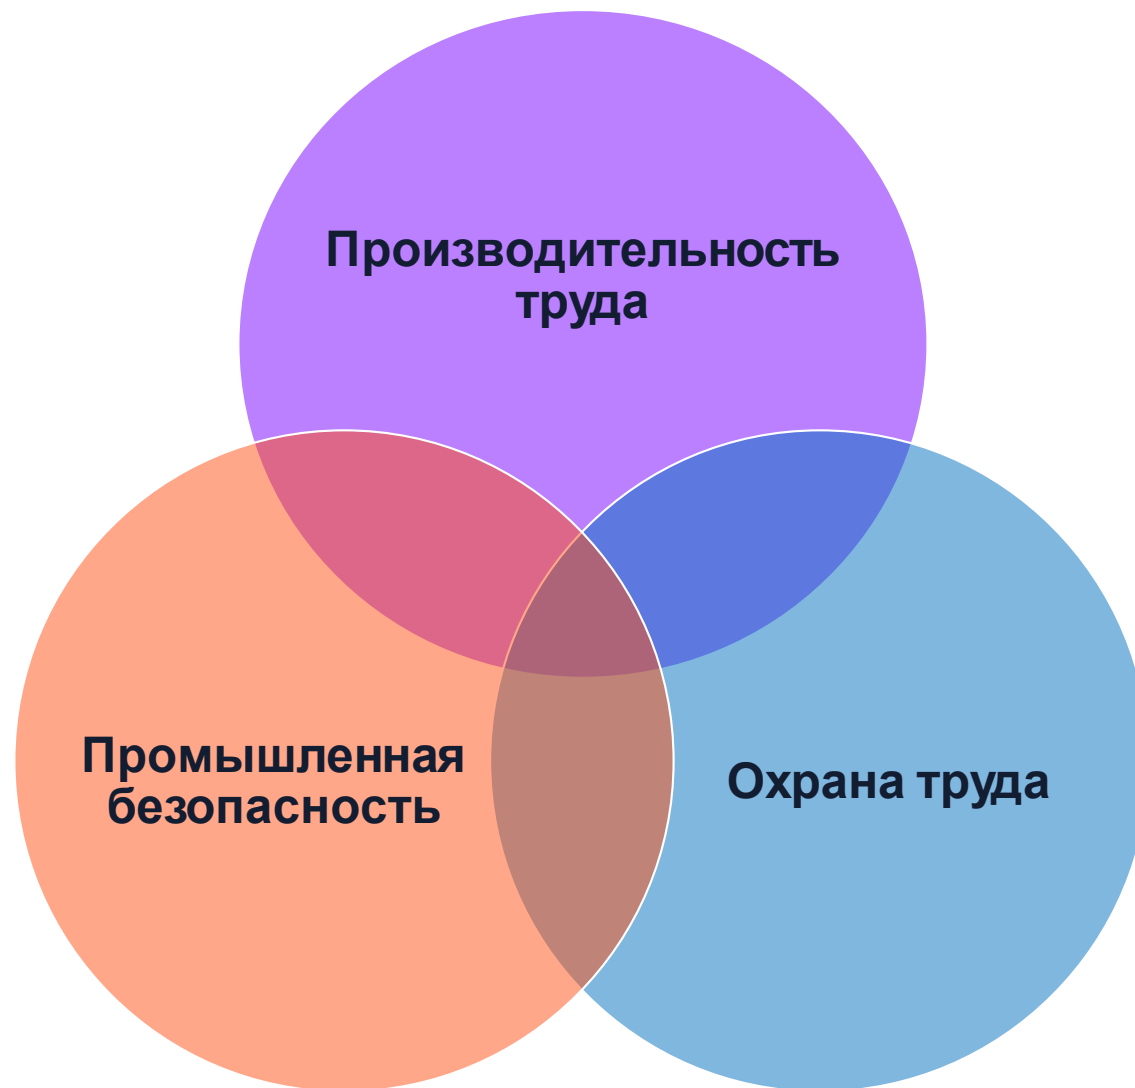 Производительность
труда
Промышленная
безопасность
Охрана труда